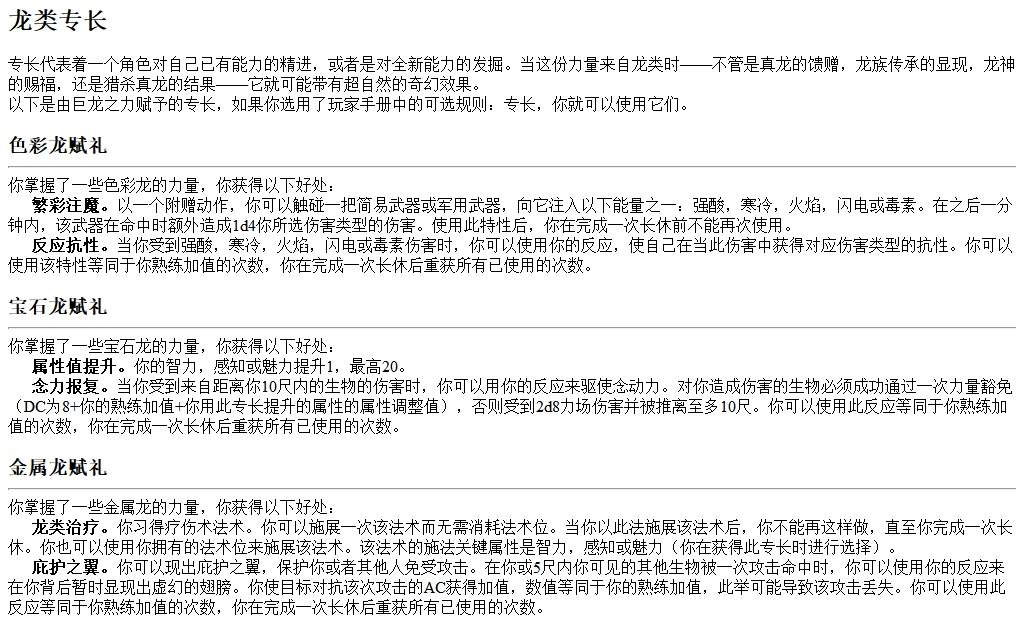 龙类专长
专长代表着一个角色对自己已有能力的精进，或者是对全新能力的发掘。当这份力量来自龙类时——不管是真龙的馈赠，龙族传承的显现，龙神
的赐福，还是猎杀真龙的结果——它就可能带有超自然的奇幻效果。
以下是由巨龙之力赋予的专长，如果你选用了玩家手册中的可选规则：专长，你就可以使用它们。
色彩龙赋礼
你掌握了一些色彩龙的力量，你获得以下好处：
繁彩注魔。以一个附赠动作，你可以触碰一把简易武器或军用武器，向它注入以下能量之一：强酸，寒冷，火焰，闪电或毒素。在之后一分
钟内，该武器在命中时额外造成1d4你所选伤害类型的伤害。使用此特性后，你在完成一次长休前不能再次使用。
反应抗性。当你受到强酸，寒冷，火焰，闪电或毒素伤害时，你可以使用你的反应，使自己在当此伤害中获得对应伤害类型的抗性。你可以
使用该特性等同于你熟练加值的次数，你在完成一次长休后重获所有已使用的次数。
宝石龙赋礼
你掌握了一些宝石龙的力量，你获得以下好处：
属性值提升。你的智力，感知或魅力提升1，最高20。
念力报复。当你受到来自距离你10尺内的生物的伤害时，你可以用你的反应来驱使念动力。对你造成伤害的生物必须成功通过一次力量豁免
（DC为8+你的熟练加值+你用此专长提升的属性的属性调整值），否则受到2d8力场伤害并被推离至多10尺。你可以使用此反应等同于你熟练加
值的次数，你在完成一次长休后重获所有已使用的次数。
金属龙赋礼
你掌握了一些金属龙的力量，你获得以下好处：
龙类治疗。你习得疗伤术法术。你可以施展一次该法术而无需消耗法术位。当你以此法施展该法术后，你不能再这样做，直至你完成一次长
休。你也可以使用你拥有的法术位来施展该法术。该法术的施法关键属性是智力，感知或魅力（你在获得此专长时进行选择）。
庇护之翼。你可以现出庇护之翼，保护你或者其他人免受攻击。在你或5尺内你可见的其他生物被一次攻击命中时，你可以使用你的反应来
在你背后暂时显现出虚幻的翅膀。你使目标对抗该次攻击的AC获得加值，数值等同于你的熟练加值，此举可能导致该攻击丢失。你可以使用此
反应等同于你熟练加值的次数，你在完成一次长休后重获所有已使用的次数。